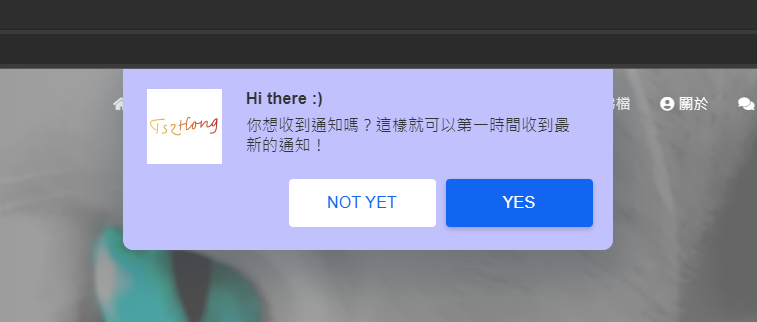 Hi there :)
TszHong
你想收到通知嗎？這樣就可以第一時間收到最
新的通知！
檔
關於
NOT YET
YES